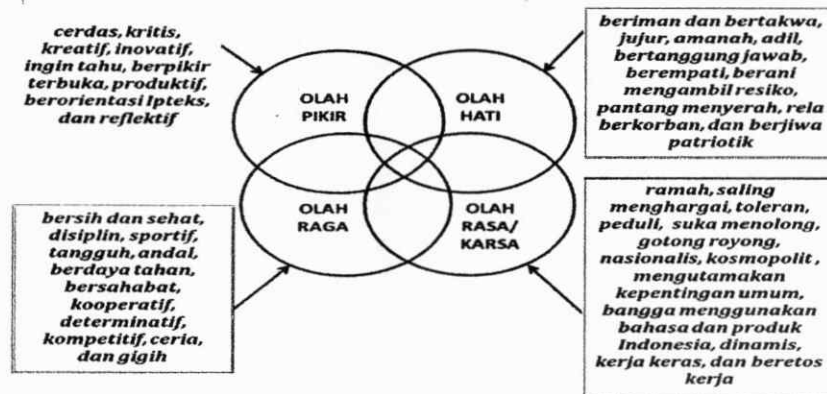 cerdas, kritis,
kreatif, inovatif,
ingin tahu, berpikir
terbuka, produktif,
berorientasi Ipteks,
dan reflektif
beriman dan bertakwa,
jujur, amanah, adil,
bertanggung jawab,
berempati, berani
mengambil resiko,
pantang menyerah, rela
berkorban, dan berjiwa
patriotik
OLAH
PIKIR
OLAH
HATI
OLAH
RAGA
OLAH
RASA/
KARSA
bersih dan sehat,
disiplin, sportif,
tangguh, andal,
berdaya tahan,
bersahabat,
kooperatif,
determinatif,
kompetitif, ceria,
dan gigih
ramah, saling
menghargai, toleran,
peduli, suka menolong,
gotong royong,
nasionalis, kosmopolit,
mengutamakan
kepentingan umum,
bangga menggunakan
bahasa dan produk
Indonesia, dinamis,
kerja keras, dan beretos
kerja